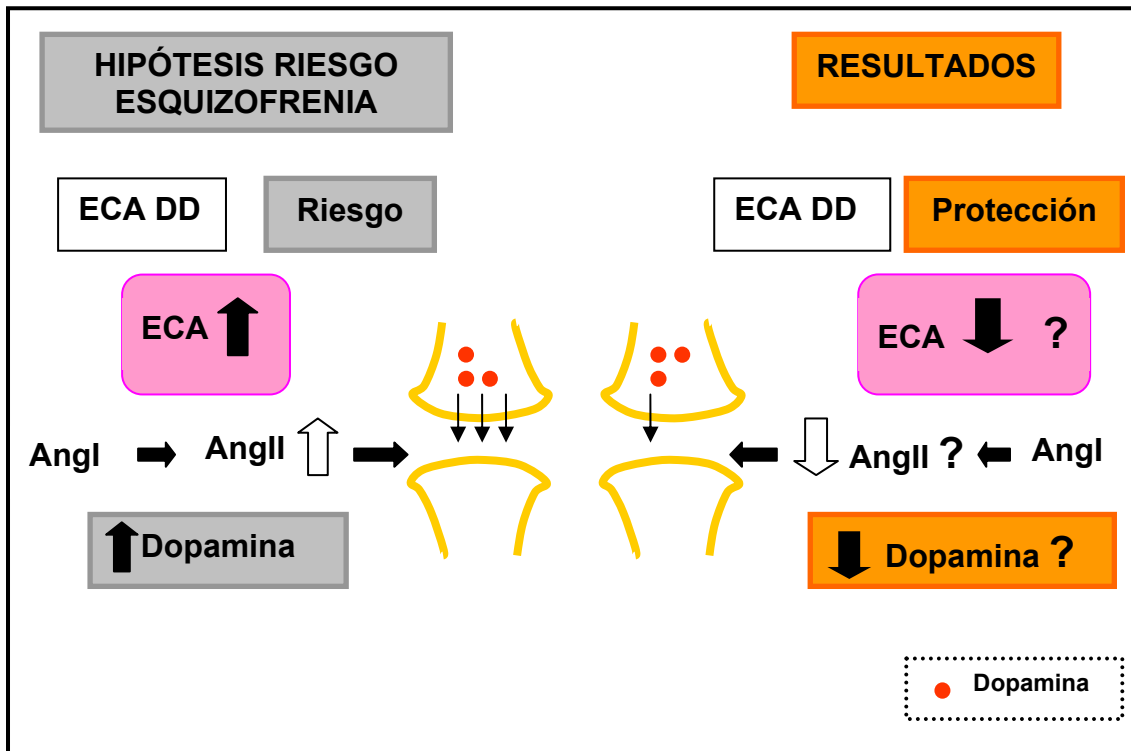 HIPÓTESIS RIESGO
ESQUIZOFRENIA
ECA DD
Riesgo
ECA
AngI
AngII
Dopamina
RESULTADOS
ECA DD
Protección
ECA ?
AngII ?
AngI
Dopamina ?
Dopamina